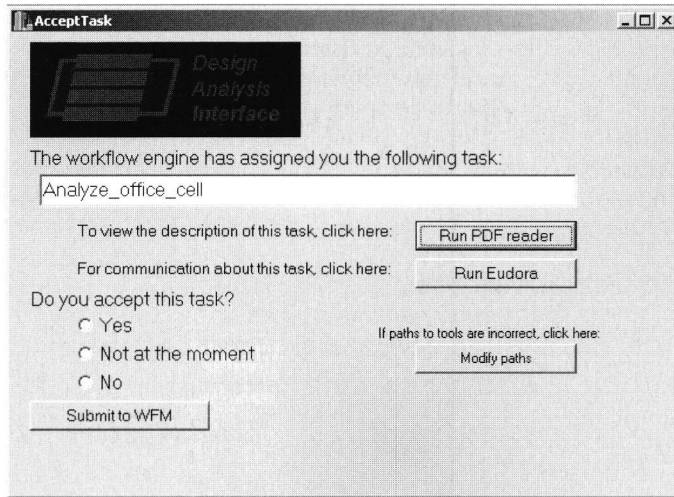 AcceptTask
Design
Analysis
Interface
The workflow engine has assigned you the following task:
Analyze_office_cell
To view the description of this task, click here:
Run PDF reader
For communication about this task, click here:
Run Eudora
Do you accept this task?
Yes
Not at the moment
No
If paths to tools are incorrect, click here:
Modify paths
Submit to WFM